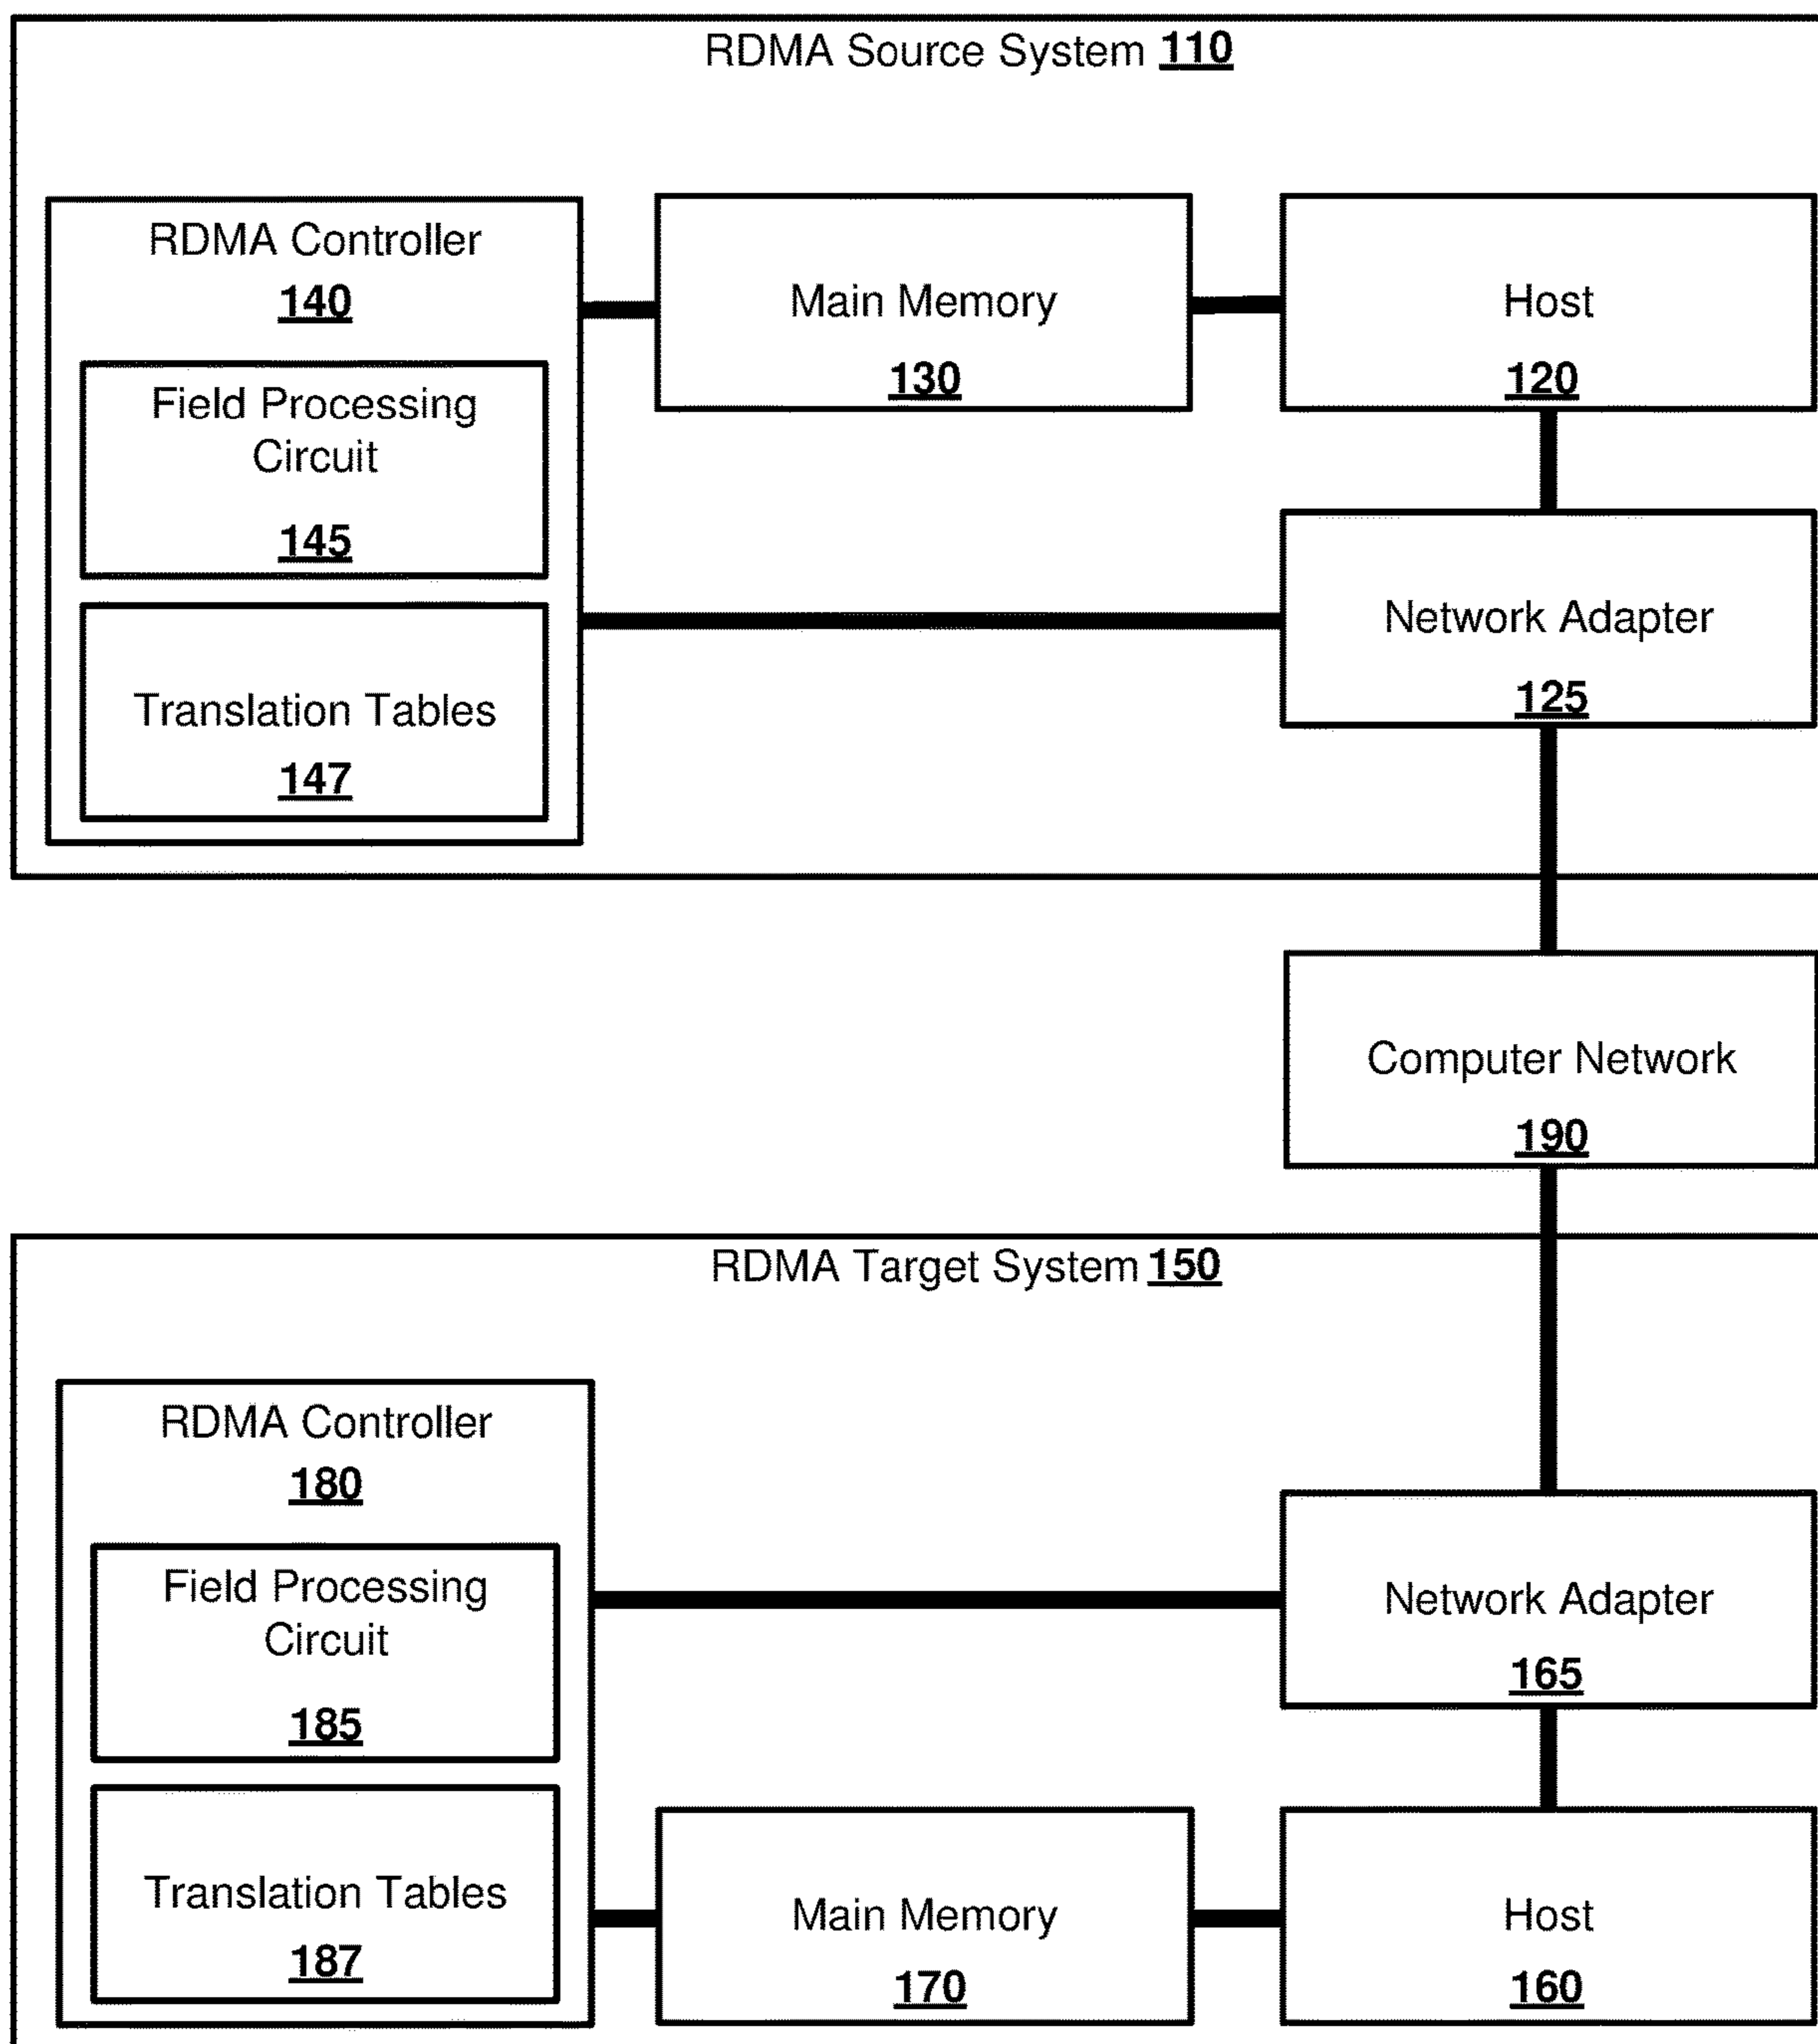 RDMA Source System 110
RDMA Controller
140
Field Processing
Circuit
145
Translation Tables
147
Main Memory
130
Host
120
Network Adapter
125
Computer Network
190
RDMA Target System 150
RDMA Controller
180
Field Processing
Circuit
185
Translation Tables
187
Network Adapter
165
Main Memory
170
Host
160